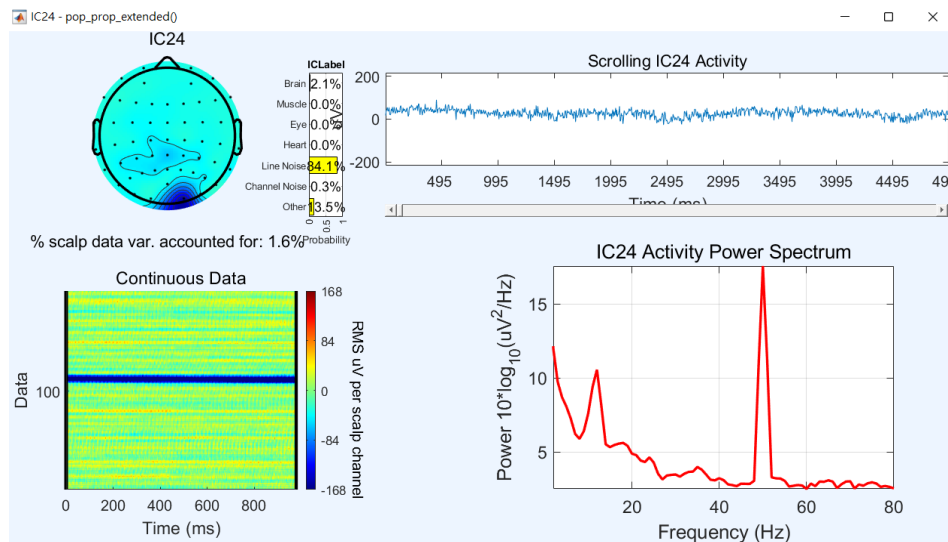 IC24 - pop_prop_extended()
IC24
ICLabel
Brain 2.1%
Muscle 0.0%
Eye 0.0%
Heart 0.0%
Line Noise 84.1%
Channel Noise 0.3%
Other 13.5%
0 0.5 1
Probability
% scalp data var. accounted for: 1.6%
Scrolling IC24 Activity
200
0
-200
495 995 1495 1995 2495 2995 3495 3995 4495
Time (ms)
Continuous Data
Data
100
0 200 400 600 800
Time (ms)
168
84
0
-84
-168
RMS uV per scalp channel
IC24 Activity Power Spectrum
Power 10*log10(uV2/Hz)
15
10
5
20 40 60 80
Frequency (Hz)